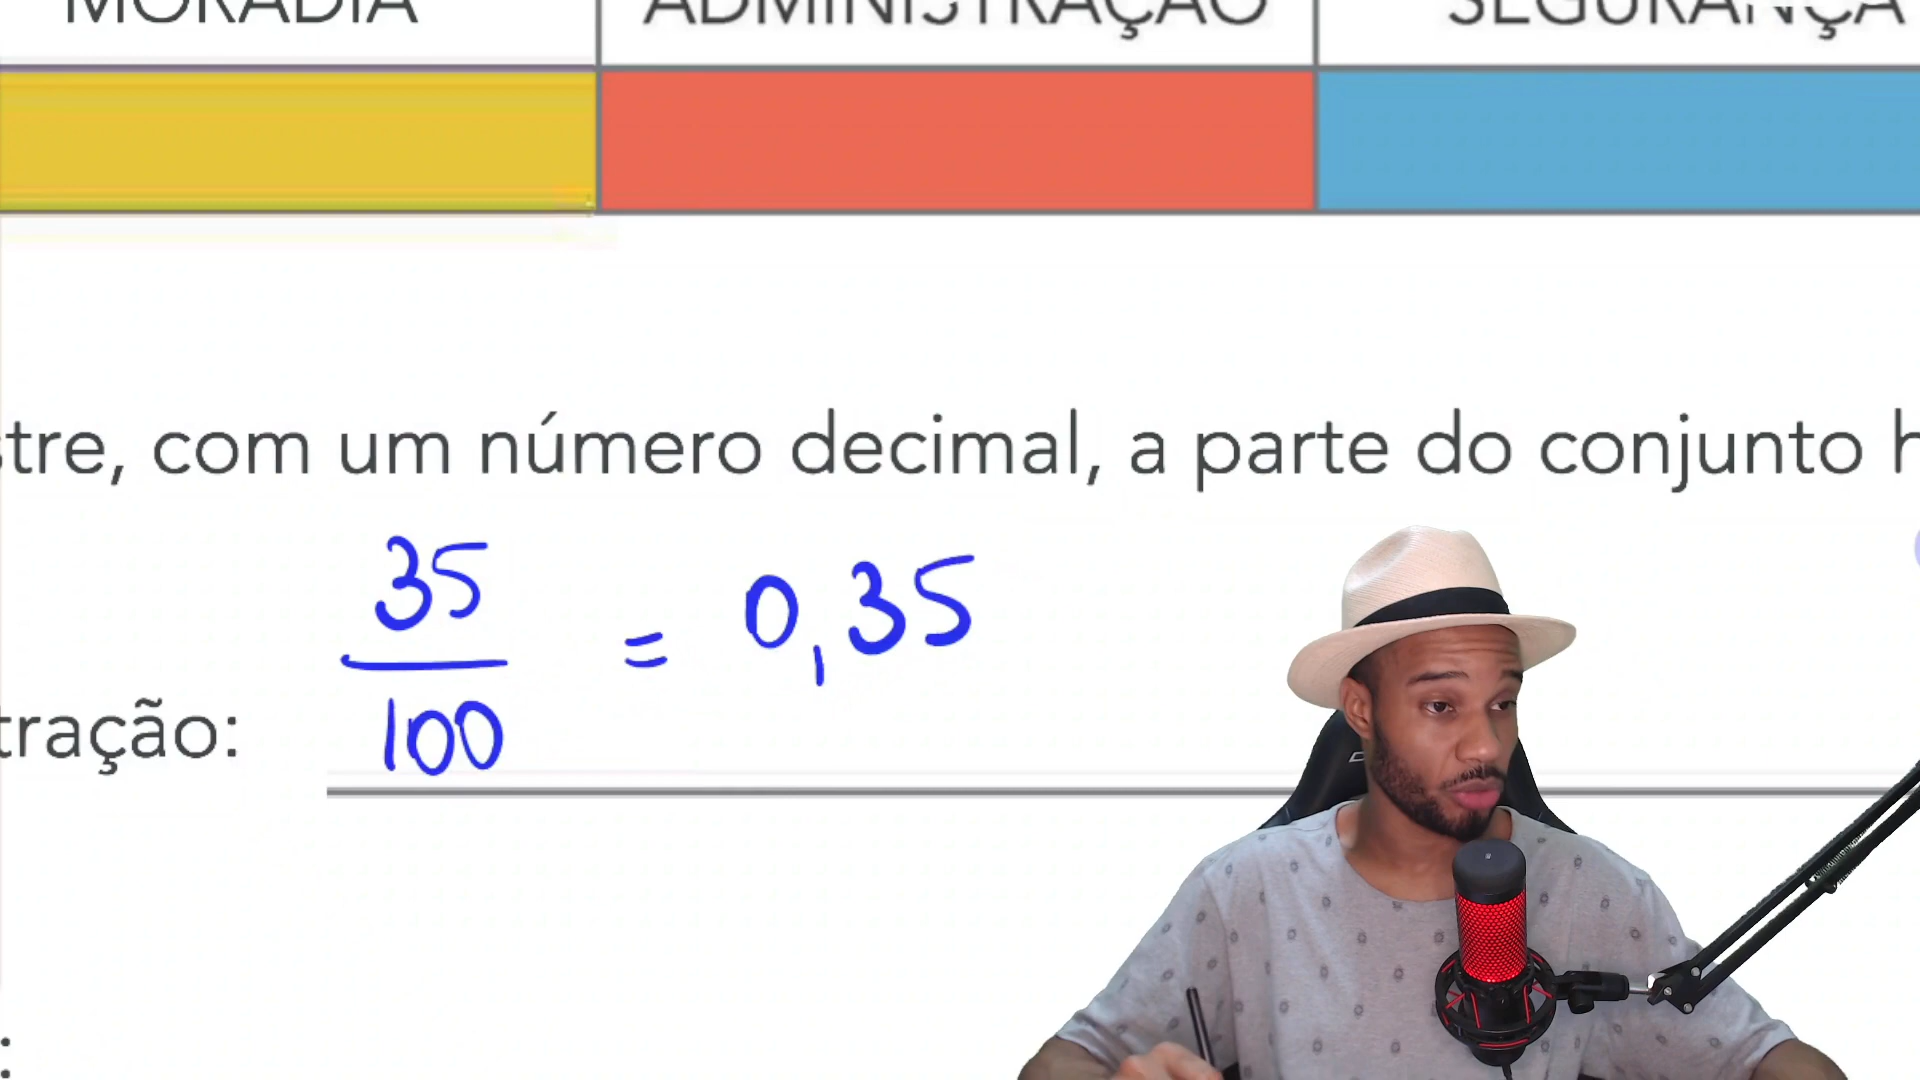 MORADIA ADMINISTRAÇÃO SEGURANÇA
tre, com um número decimal, a parte do conjunto h
35
100
= 0,35
tração:
: